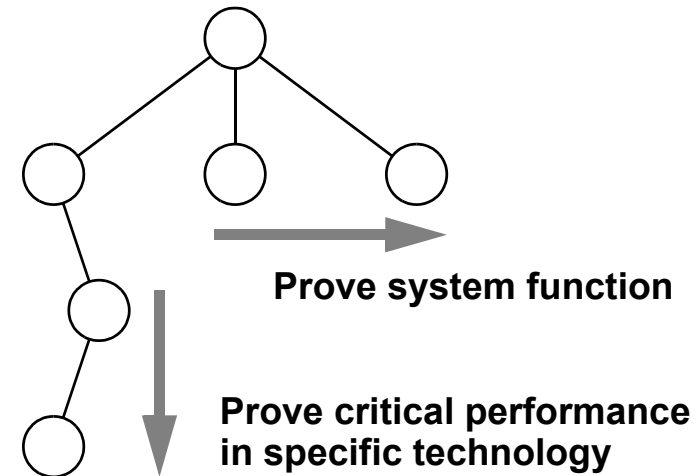 Prove system function
Prove critical performance
in specific technology